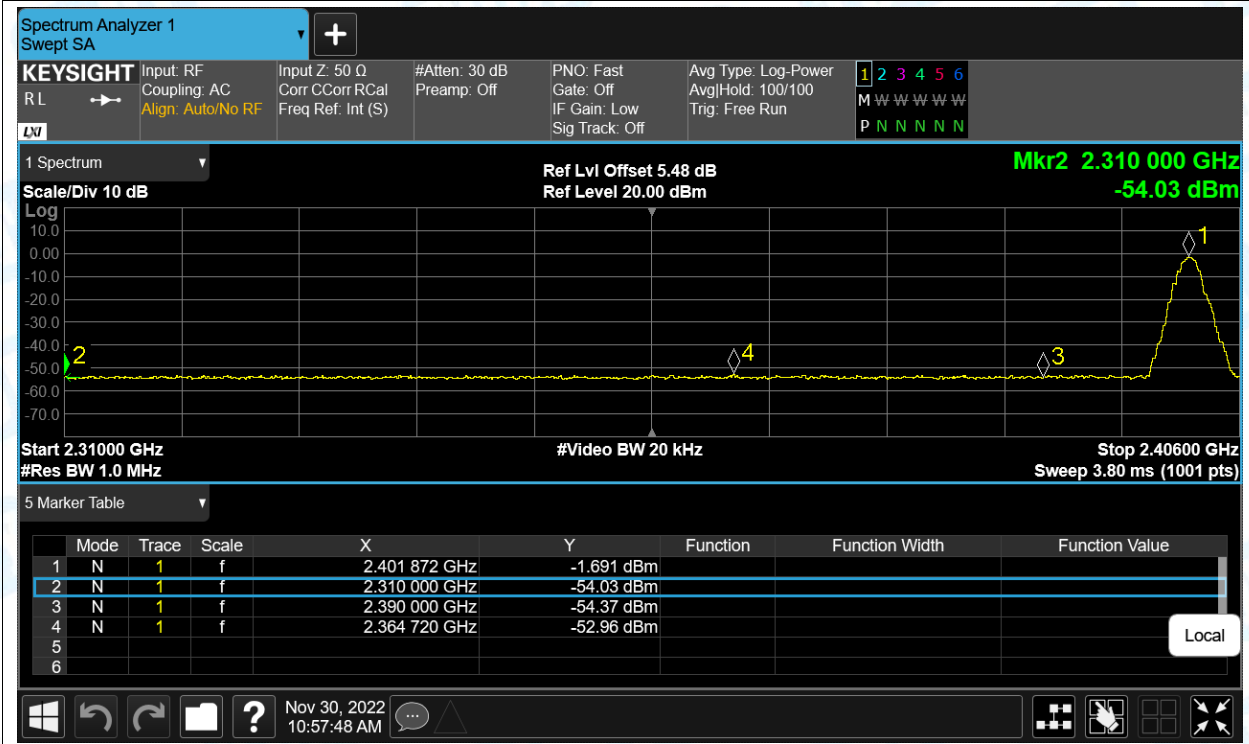 Spectrum Analyzer 1
Swept SA
+
KEYSIGHT
R L
LXI
Input: RF
Coupling: AC
Align: Auto/No RF
Input Z: 50 Ω
Corr CCorr RCal
Freq Ref: Int (S)
#Atten: 30 dB
Preamp: Off
PNO: Fast
Gate: Off
IF Gain: Low
Sig Track: Off
Avg Type: Log-Power
Avg|Hold: 100/100
Trig: Free Run
1 2 3 4 5 6
M W W W W W
P N N N N N
1 Spectrum
Scale/Div 10 dB
Ref Lvl Offset 5.48 dB
Ref Level 20.00 dBm
Mkr2 2.310 000 GHz
-54.03 dBm
Log
10.0
0.00
-10.0
-20.0
-30.0
-40.0
-50.0
-60.0
-70.0
1
2
4
3
Start 2.31000 GHz
#Video BW 20 kHz
Stop 2.40600 GHz
#Res BW 1.0 MHz
Sweep 3.80 ms (1001 pts)
5 Marker Table
Mode Trace Scale X Y Function Function Width Function Value
1 N 1 f 2.401 872 GHz -1.691 dBm
2 N 1 f 2.310 000 GHz -54.03 dBm
3 N 1 f 2.390 000 GHz -54.37 dBm
4 N 1 f 2.364 720 GHz -52.96 dBm
5
6
Local
?
Nov 30, 2022
10:57:48 AM